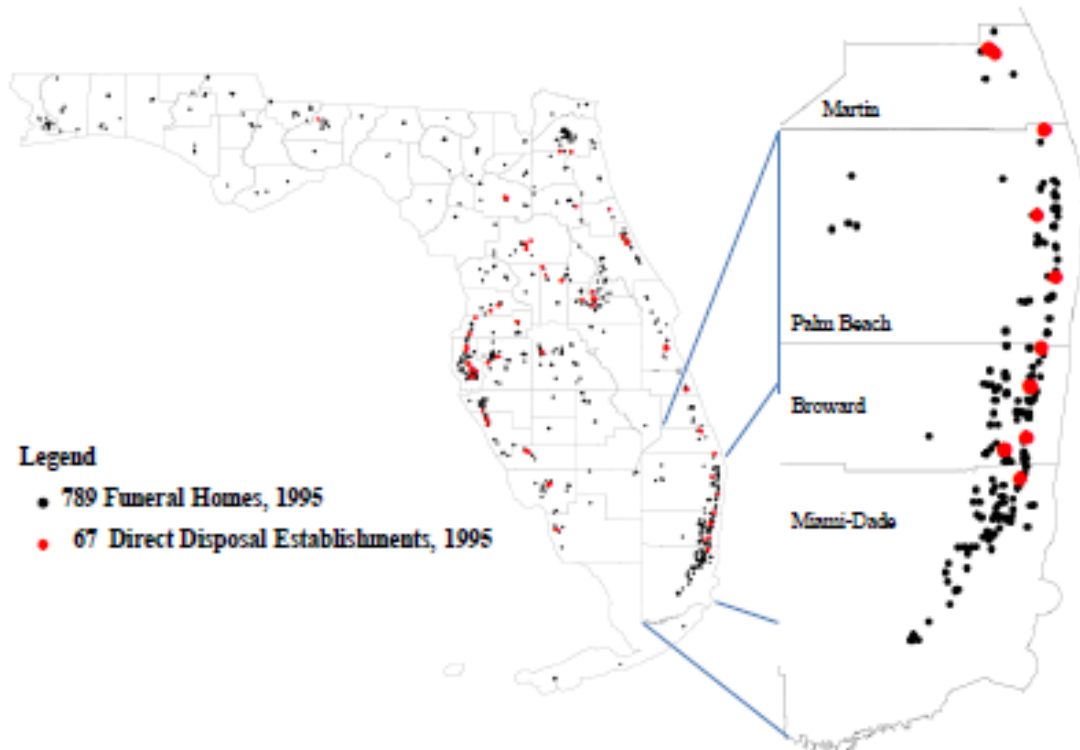 Martin
Palm Beach
Broward
Miami-Dade
Legend
789 Funeral Homes, 1995
67 Direct Disposal Establishments, 1995